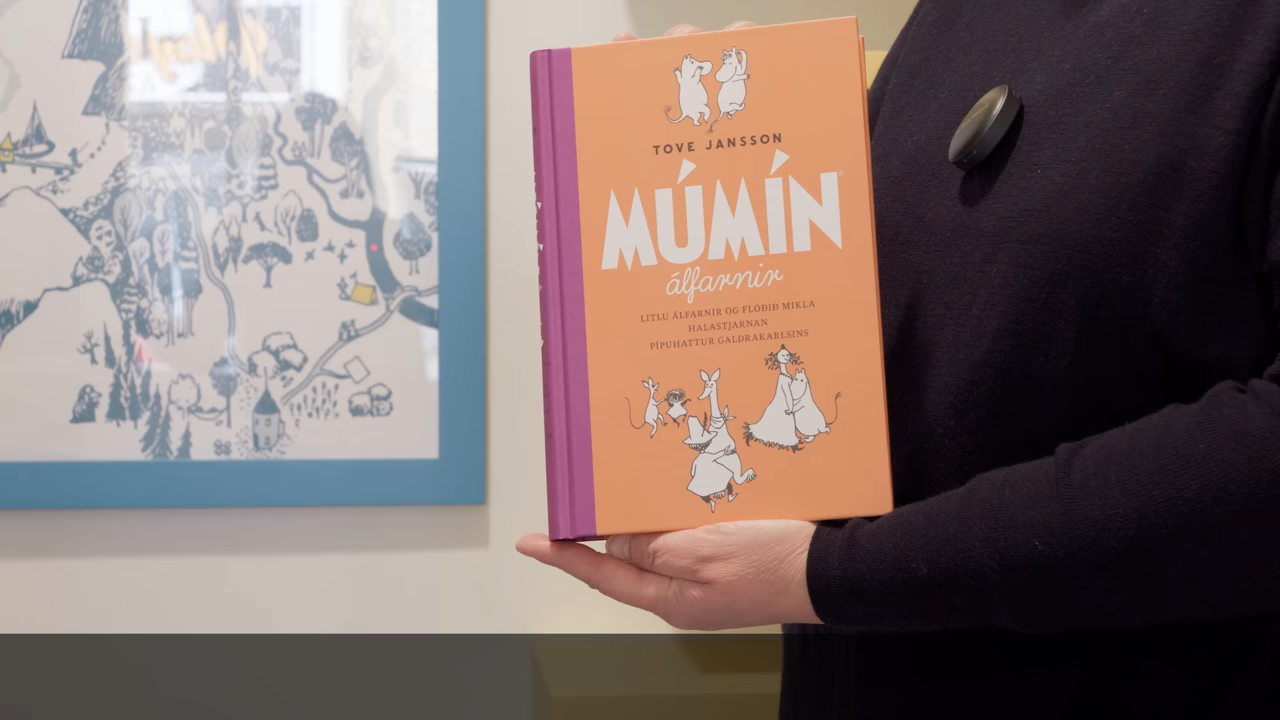 TOVE JANSSON
MÚMÍN
álfarnir
LITLU ÁLFARNIR OG FLÓÐIÐ MIKLA
HALASTJARNAN
PÍPUHATTUR GALDRAKARLSINS